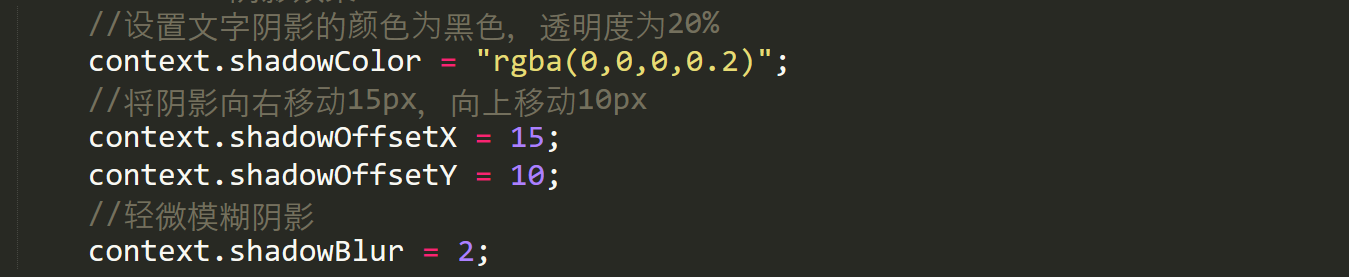 //设置文字阴影的颜色为黑色，透明度为20%
context.shadowColor = "rgba(0,0,0,0.2)";
//将阴影向右移动15px，向上移动10px
context.shadowOffsetX = 15;
context.shadowOffsetY = 10;
//轻微模糊阴影
context.shadowBlur = 2;